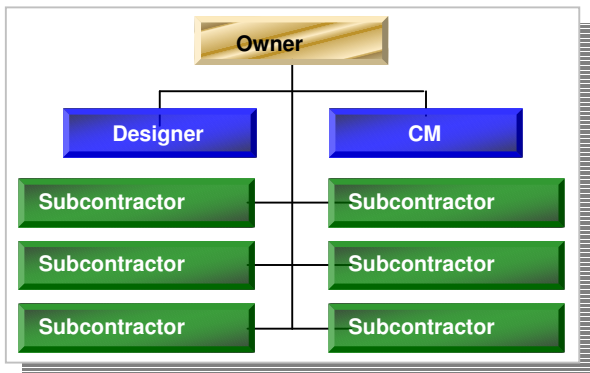 Owner
Designer
CM
Subcontractor
Subcontractor
Subcontractor
Subcontractor
Subcontractor
Subcontractor